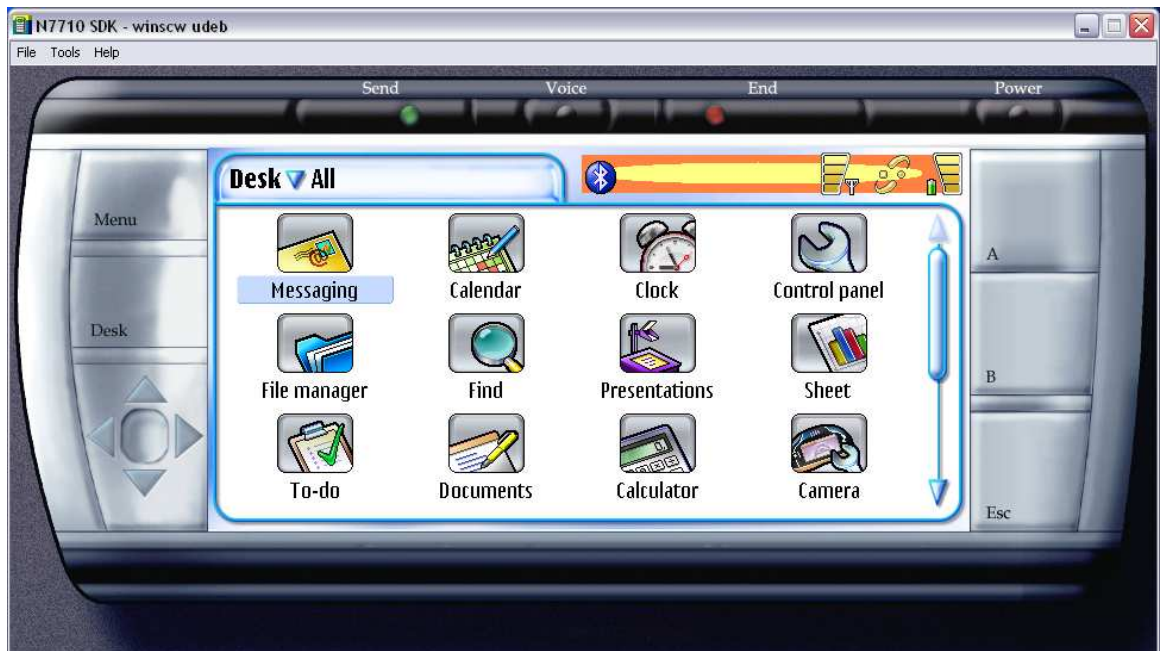 N7710 SDK - winscw udeb
File Tools Help
Send Voice End Power
Desk All
Menu
Messaging Calendar Clock Control panel
A
Desk
File manager Find Presentations Sheet
B
To-do Documents Calculator Camera
Esc